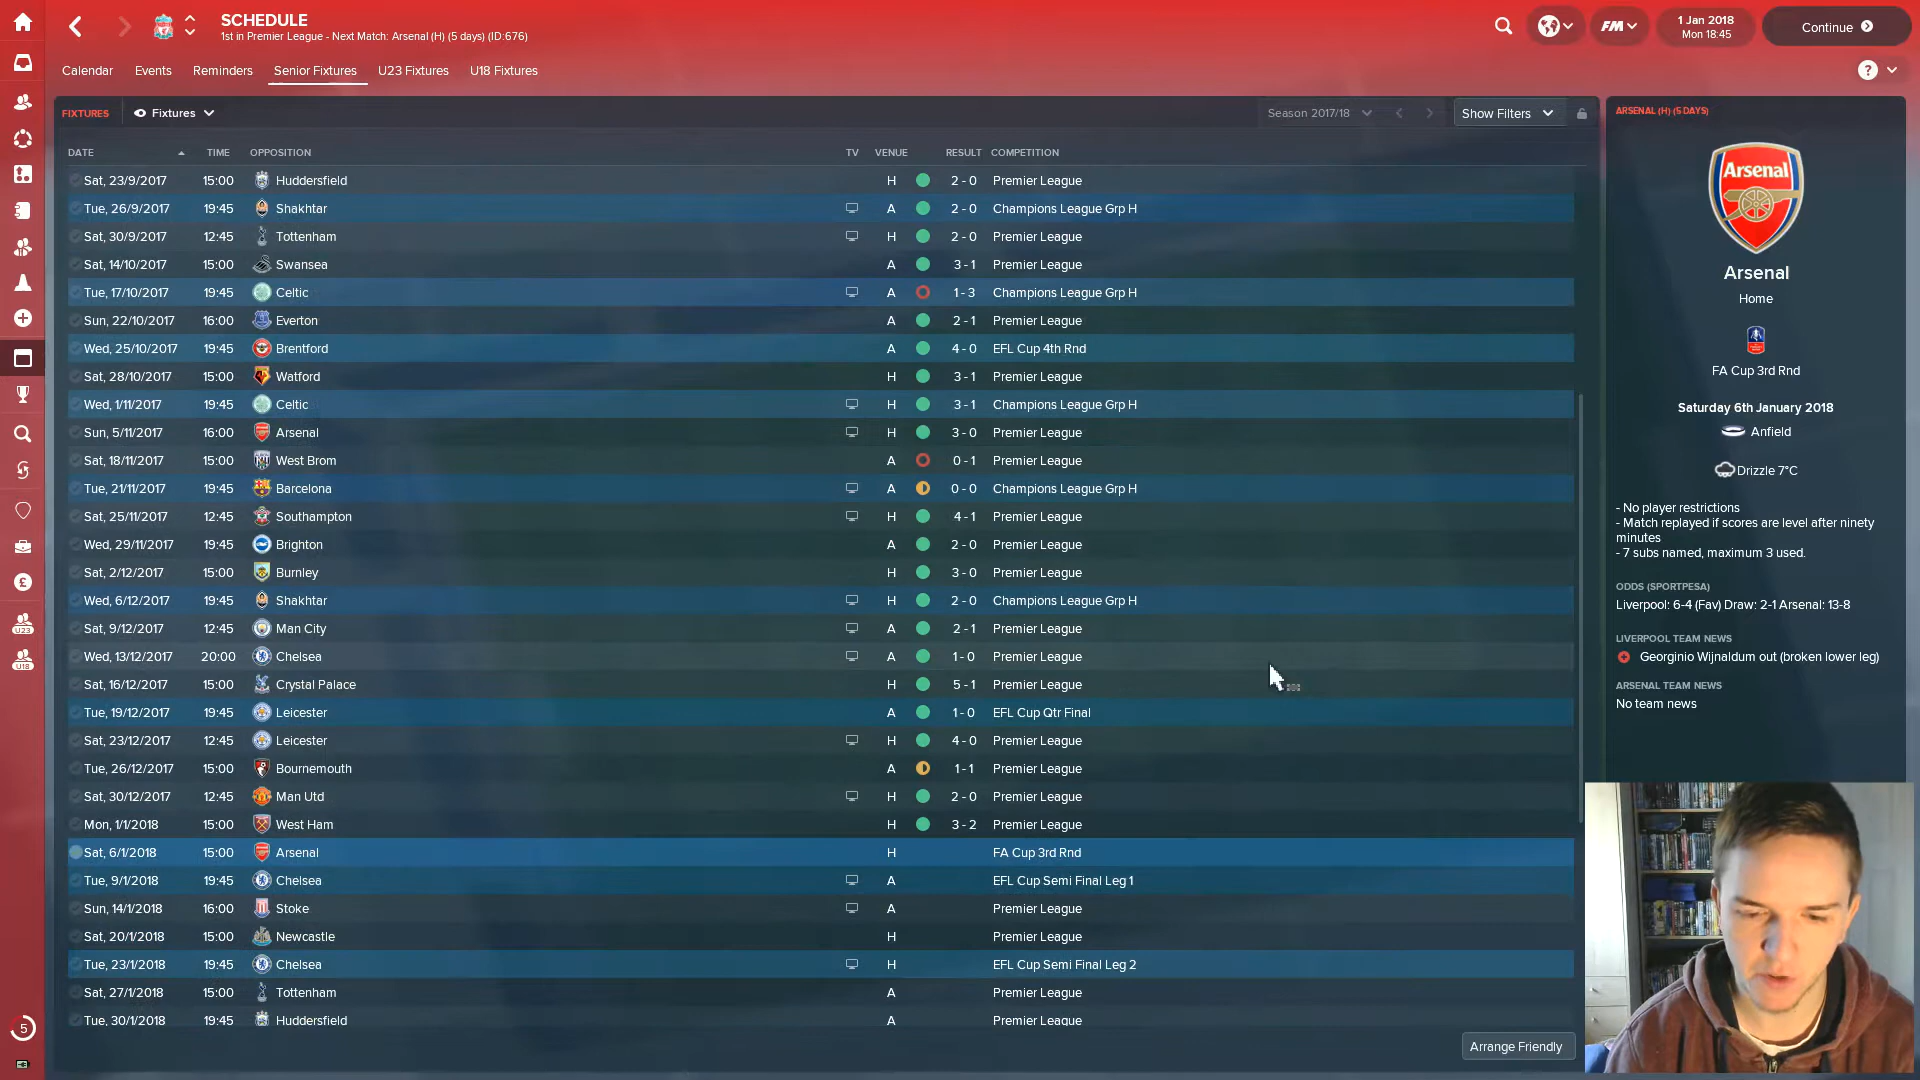 SCHEDULE
1st in Premier League - Next Match: Arsenal (H) (5 days) (ID:676)
FM
1 Jan 2018
Mon 18:45
Continue
Calendar Events Reminders Senior Fixtures U23 Fixtures U18 Fixtures
?
FIXTURES Fixtures Season 2017/18 Show Filters
DATE TIME OPPOSITION TV VENUE RESULT COMPETITION
Sat, 23/9/2017 15:00 Huddersfield H 2 - 0 Premier League
Tue, 26/9/2017 19:45 Shakhtar A 2 - 0 Champions League Grp H
Sat, 30/9/2017 12:45 Tottenham H 2 - 0 Premier League
Sat, 14/10/2017 15:00 Swansea A 3 - 1 Premier League
Tue, 17/10/2017 19:45 Celtic A 1 - 3 Champions League Grp H
Sun, 22/10/2017 16:00 Everton A 2 - 1 Premier League
Wed, 25/10/2017 19:45 Brentford A 4 - 0 EFL Cup 4th Rnd
Sat, 28/10/2017 15:00 Watford H 3 - 1 Premier League
Wed, 1/11/2017 19:45 Celtic H 3 - 1 Champions League Grp H
Sun, 5/11/2017 16:00 Arsenal H 3 - 0 Premier League
Sat, 18/11/2017 15:00 West Brom A 0 - 1 Premier League
Tue, 21/11/2017 19:45 Barcelona A 0 - 0 Champions League Grp H
Sat, 25/11/2017 12:45 Southampton H 4 - 1 Premier League
Wed, 29/11/2017 19:45 Brighton A 2 - 0 Premier League
Sat, 2/12/2017 15:00 Burnley H 3 - 0 Premier League
Wed, 6/12/2017 19:45 Shakhtar H 2 - 0 Champions League Grp H
Sat, 9/12/2017 12:45 Man City A 2 - 1 Premier League
Wed, 13/12/2017 20:00 Chelsea A 1 - 0 Premier League
Sat, 16/12/2017 15:00 Crystal Palace H 5 - 1 Premier League
Tue, 19/12/2017 19:45 Leicester A 1 - 0 EFL Cup Qtr Final
Sat, 23/12/2017 12:45 Leicester H 4 - 0 Premier League
Tue, 26/12/2017 15:00 Bournemouth A 1 - 1 Premier League
Sat, 30/12/2017 12:45 Man Utd H 2 - 0 Premier League
Mon, 1/1/2018 15:00 West Ham H 3 - 2 Premier League
Sat, 6/1/2018 15:00 Arsenal H FA Cup 3rd Rnd
Tue, 9/1/2018 19:45 Chelsea A EFL Cup Semi Final Leg 1
Sun, 14/1/2018 16:00 Stoke A Premier League
Sat, 20/1/2018 15:00 Newcastle H Premier League
Tue, 23/1/2018 19:45 Chelsea H EFL Cup Semi Final Leg 2
Sat, 27/1/2018 15:00 Tottenham A Premier League
Tue, 30/1/2018 19:45 Huddersfield A Premier League
Arrange Friendly
ARSENAL (H) (5 DAYS)
Arsenal
Arsenal
Home
FA Cup 3rd Rnd
Saturday 6th January 2018
Anfield
Drizzle 7°C
- No player restrictions
- Match replayed if scores are level after ninety
minutes
- 7 subs named, maximum 3 used.
ODDS (SPORTPESA)
Liverpool: 6-4 (Fav) Draw: 2-1 Arsenal: 13-8
LIVERPOOL TEAM NEWS
Georginio Wijnaldum out (broken lower leg)
ARSENAL TEAM NEWS
No team news
£
U23
U18
5